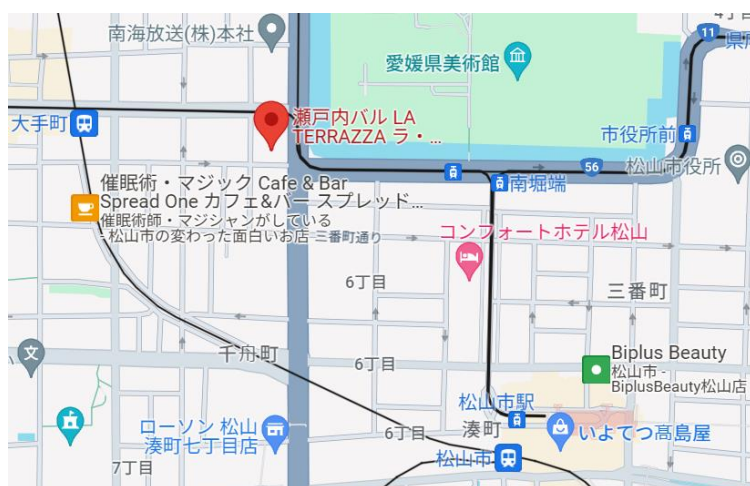 4丁目
南海放送(株)本社
11
県庁
愛媛県美術館
大手町
瀬戸内バル LA
TERRAZZA ラ・...
市役所前
56
松山市役所
南堀端
催眠術・マジック Cafe & Bar
Spread One カフェ&バー スプレッド...
催眠術師・マジシャンがしている
- 松山市の変わった面白いお店
三番町通り
コンフォートホテル松山
6丁目
三番町
千舟町
6丁目
Biplus Beauty
松山市 -
BiplusBeauty松山店
松山市駅
ローソン 松山
湊町七丁目店
6丁目
湊町
いよてつ髙島屋
7丁目
松山市